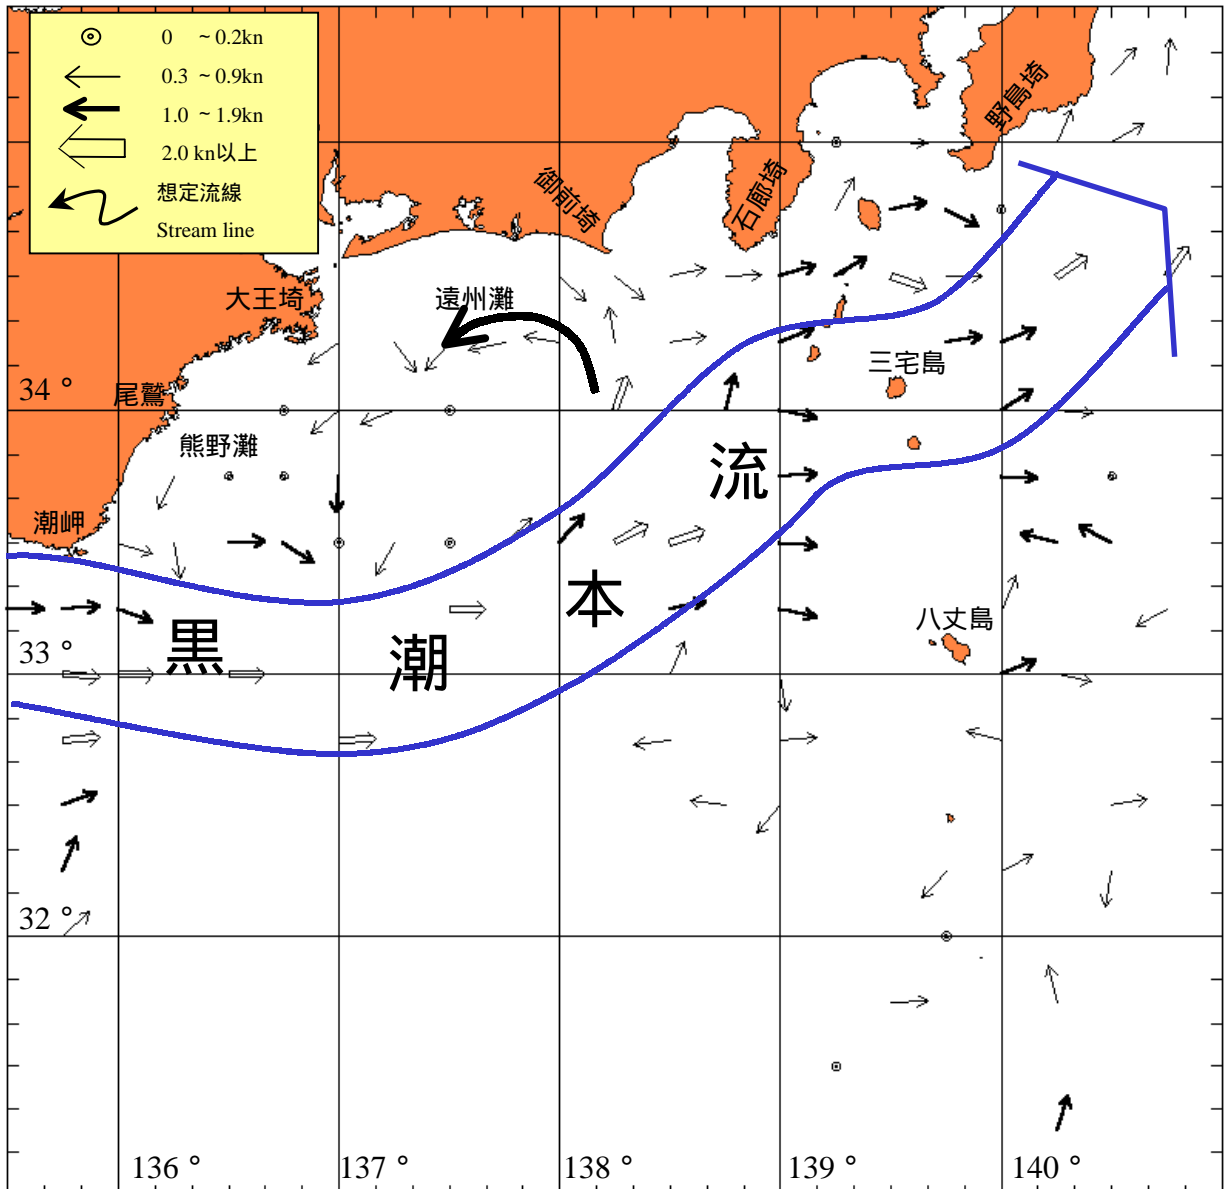 0 ~ 0.2kn
0.3 ~ 0.9kn
1.0 ~ 1.9kn
2.0 kn以上
想定流線
Stream line
野島埼
石廊埼
御前埼
大王埼
遠州灘
三宅島
34 °
尾鷲
熊野灘
流
潮岬
本
八丈島
33 °
黒
潮
32 °
136 °
137 °
138 °
139 °
140 °